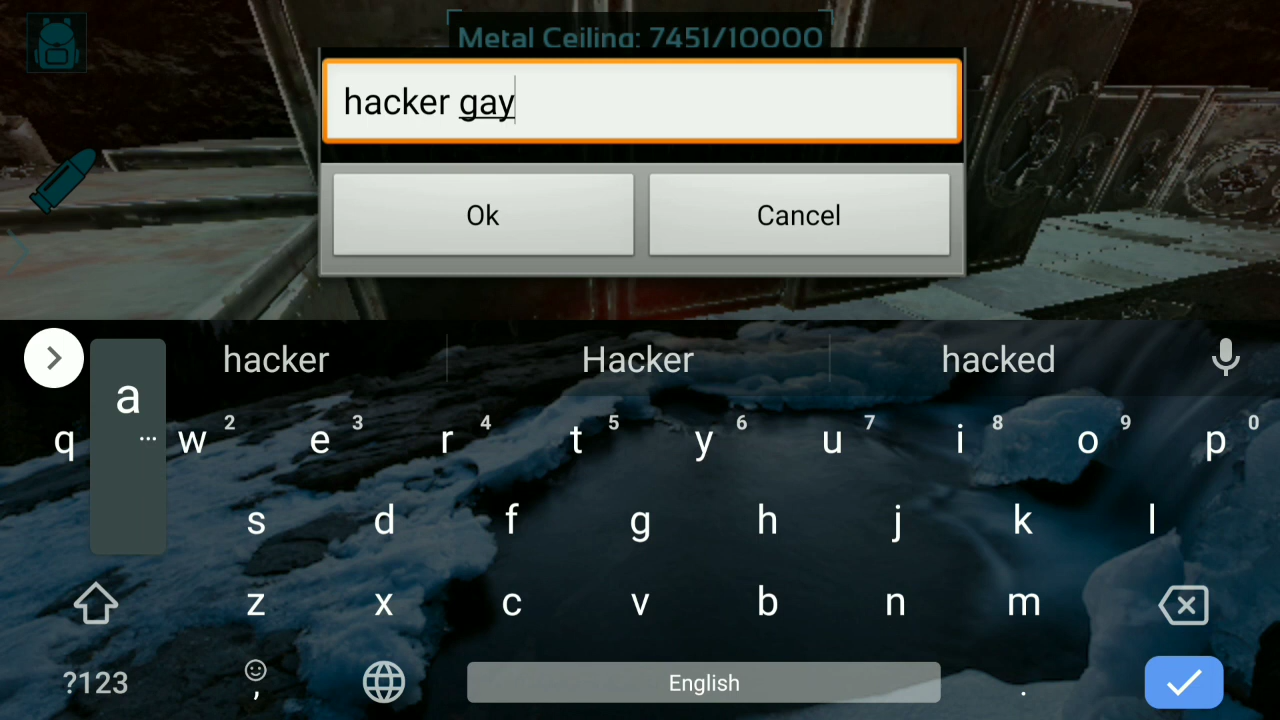 Metal Ceiling: 7451/10000
hacker gay
Ok Cancel
hacker Hacker hacked
a
q w 2 e 3 r 4 t 5 y 6 u 7 i 8 o 9 p 0
s d f g h j k l
z x c v b n m
?123 , English .